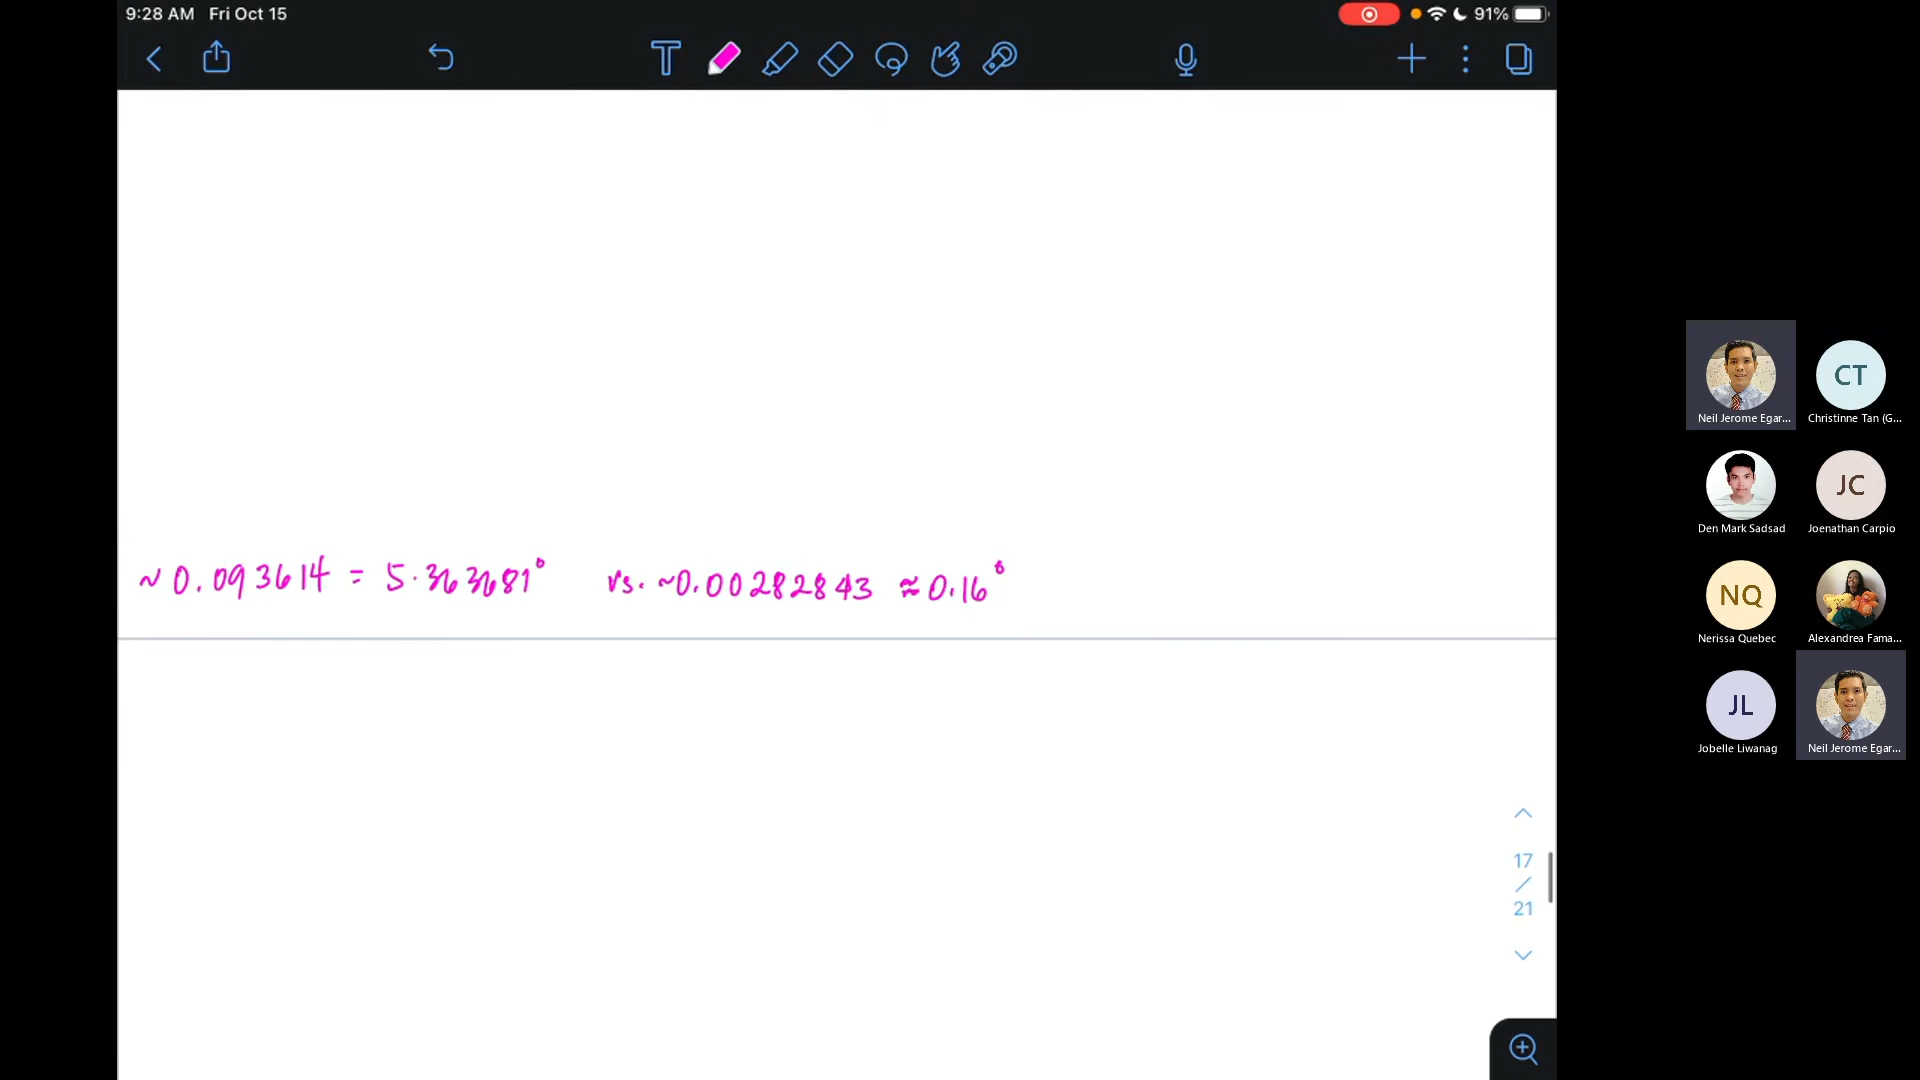 9:28 AM Fri Oct 15
91%
T
~ 0.093614 = 5.363681° vs. ~0.00282843 ≈ 0.16°
17
/
21
Neil Jerome Egar...
CT
Christinne Tan (G...
Den Mark Sadsad
JC
Joenathan Carpio
NQ
Nerissa Quebec
Alexandrea Fama...
JL
Jobelle Liwanag
Neil Jerome Egar...